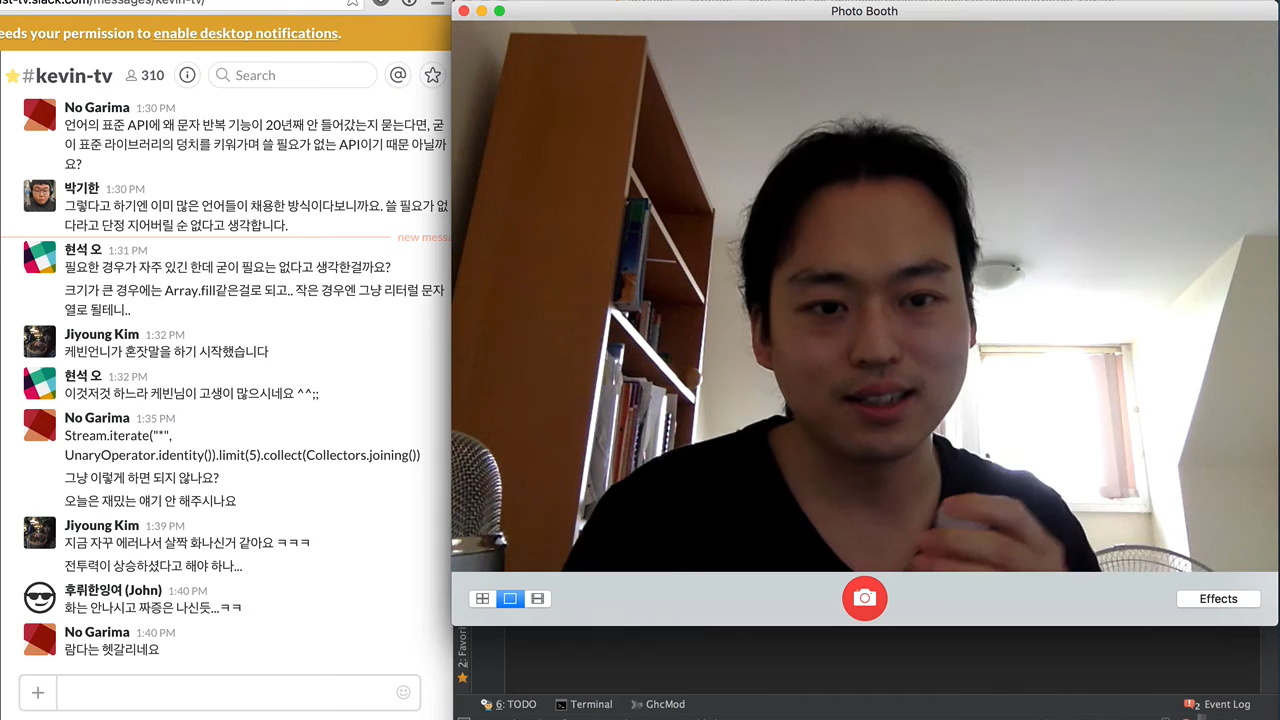 st-tv.slack.com/messages/kevin-tv/
eeds your permission to enable desktop notifications.
#kevin-tv 310 Search
No Garima 1:30 PM
언어의 표준 API에 왜 문자 반복 기능이 20년째 안 들어갔는지 묻는다면, 굳
이 표준 라이브러리의 덩치를 키워가며 쓸 필요가 없는 API이기 때문 아닐까
요?
박기한 1:30 PM
그렇다고 하기엔 이미 많은 언어들이 채용한 방식이다보니까요. 쓸 필요가 없
다라고 단정 지어버릴 순 없다고 생각합니다.
new messa
현석 오 1:31 PM
필요한 경우가 자주 있긴 한데 굳이 필요는 없다고 생각한걸까요?
크기가 큰 경우에는 Array.fill같은걸로 되고.. 작은 경우엔 그냥 리터럴 문자
열로 될테니..
Jiyoung Kim 1:32 PM
케빈언니가 혼잣말을 하기 시작했습니다
현석 오 1:32 PM
이것저것 하느라 케빈님이 고생이 많으시네요 ^^;;
No Garima 1:35 PM
Stream.iterate("*",
UnaryOperator.identity()).limit(5).collect(Collectors.joining())
그냥 이렇게 하면 되지 않나요?
오늘은 재밌는 얘기 안 해주시나요
Jiyoung Kim 1:39 PM
지금 자꾸 에러나서 살짝 화나신거 같아요 ㅋㅋㅋ
전투력이 상승하셨다고 해야 하나...
후뤼한잉여 (John) 1:40 PM
화는 안나시고 짜증은 나신듯...ㅋㅋ
No Garima 1:40 PM
람다는 헷갈리네요
Photo Booth
Effects
2: Favori
6: TODO Terminal GhcMod 2 Event Log